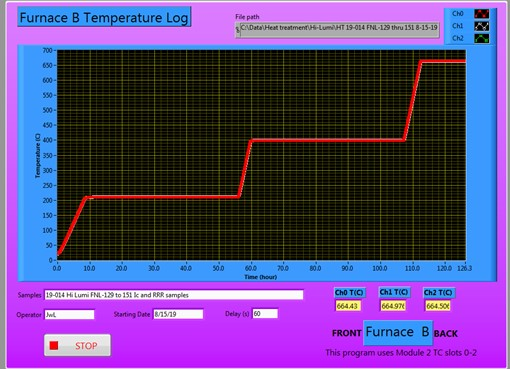 Furnace B Temperature Log
File path
C:\Data\Heat treatment\Hi-Lumi\HT 19-014 FNL-129 thru 151 8-15-19
Ch0
Ch1
Ch2
Temperature (C)
700
650
600
550
500
450
400
350
300
250
200
150
100
50
0
0.0 10.0 20.0 30.0 40.0 50.0 60.0 70.0 80.0 90.0 100.0 110.0 120.0 126.3
Time (hour)
Samples 19-014 Hi Lumi FNL-129 to 151 Ic and RRR samples
Operator JwL Starting Date 8/15/19 Delay (s) 60
Ch0 T(C) Ch1 T(C) Ch2 T(C)
664.43 664.976 664.506
FRONT Furnace B BACK
STOP
This program uses Module 2 TC slots 0-2